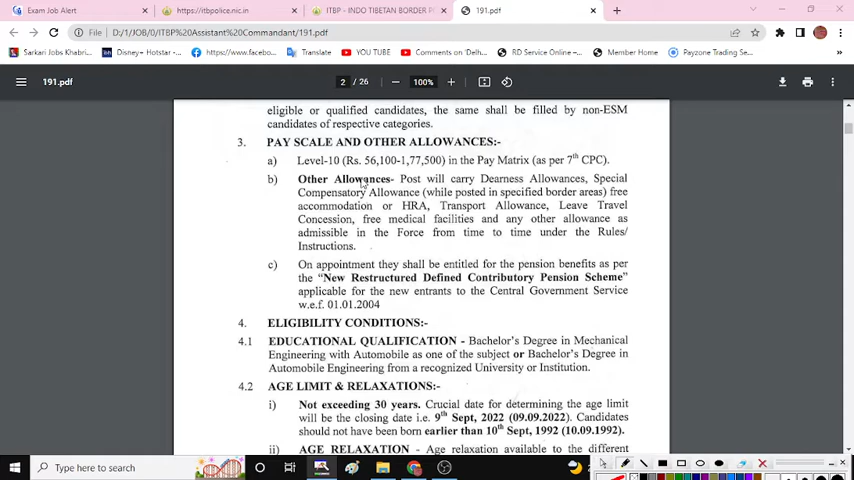 Exam Job Alert
https://itbpolice.nic.in
ITBP - INDO TIBETAN BORDER P
191.pdf
File
D:/1/JOB/0/ITBP%20Assistant%20Commandant/191.pdf
Sarkari Jobs Khabri...
Disney+ Hotstar -...
https://www.facebo...
Translate
YOU TUBE
Comments on 'Delh...
RD Service Online -...
Member Home
Payzone Trading Se...
191.pdf
2 / 26
100%
eligible or qualified candidates, the same shall be filled by non-ESM
candidates of respective categories.
3. PAY SCALE AND OTHER ALLOWANCES:-
a) Level-10 (Rs. 56,100-1,77,500) in the Pay Matrix (as per 7th CPC).
b) Other Allowances- Post will carry Dearness Allowances, Special
Compensatory Allowance (while posted in specified border areas) free
accommodation or HRA, Transport Allowance, Leave Travel
Concession, free medical facilities and any other allowance as
admissible in the Force from time to time under the Rules/
Instructions.
c) On appointment they shall be entitled for the pension benefits as per
the "New Restructured Defined Contributory Pension Scheme"
applicable for the new entrants to the Central Government Service
w.e.f. 01.01.2004
4. ELIGIBILITY CONDITIONS:-
4.1 EDUCATIONAL QUALIFICATION - Bachelor's Degree in Mechanical
Engineering with Automobile as one of the subject or Bachelor's Degree in
Automobile Engineering from a recognized University or Institution.
4.2 AGE LIMIT & RELAXATIONS:-
i) Not exceeding 30 years. Crucial date for determining the age limit
will be the closing date i.e. 9th Sept, 2022 (09.09.2022). Candidates
should not have been born earlier than 10th Sept, 1992 (10.09.1992).
ii) AGE RELAXATION - Age relaxation available to the different
Type here to search